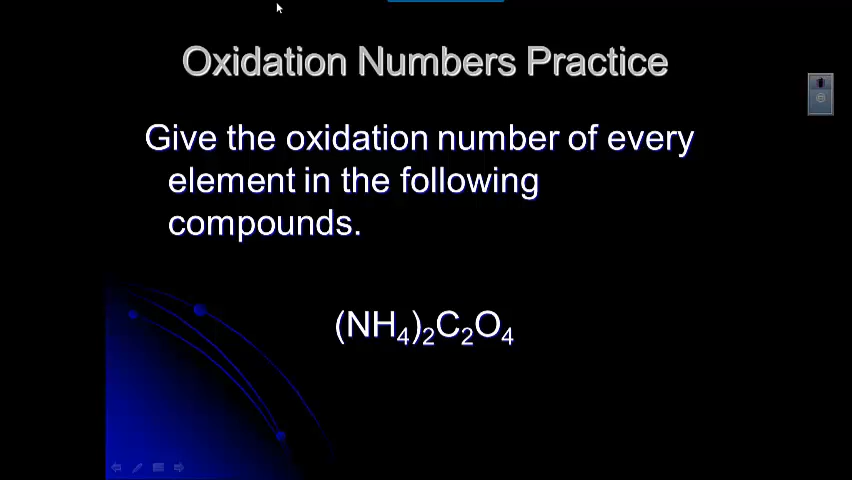 Oxidation Numbers Practice
Give the oxidation number of every
element in the following
compounds.
(NH₄)₂C₂O₄